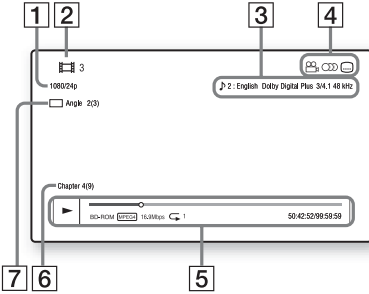 1 2 3 4
3
1080/24p
2 : English Dolby Digital Plus 3/4.1 48 kHz
Angle 2(3)
Chapter 4(9)
BD-ROM MPEG4 16.9Mbps 1 50:42:52/99:59:59
7 6 5